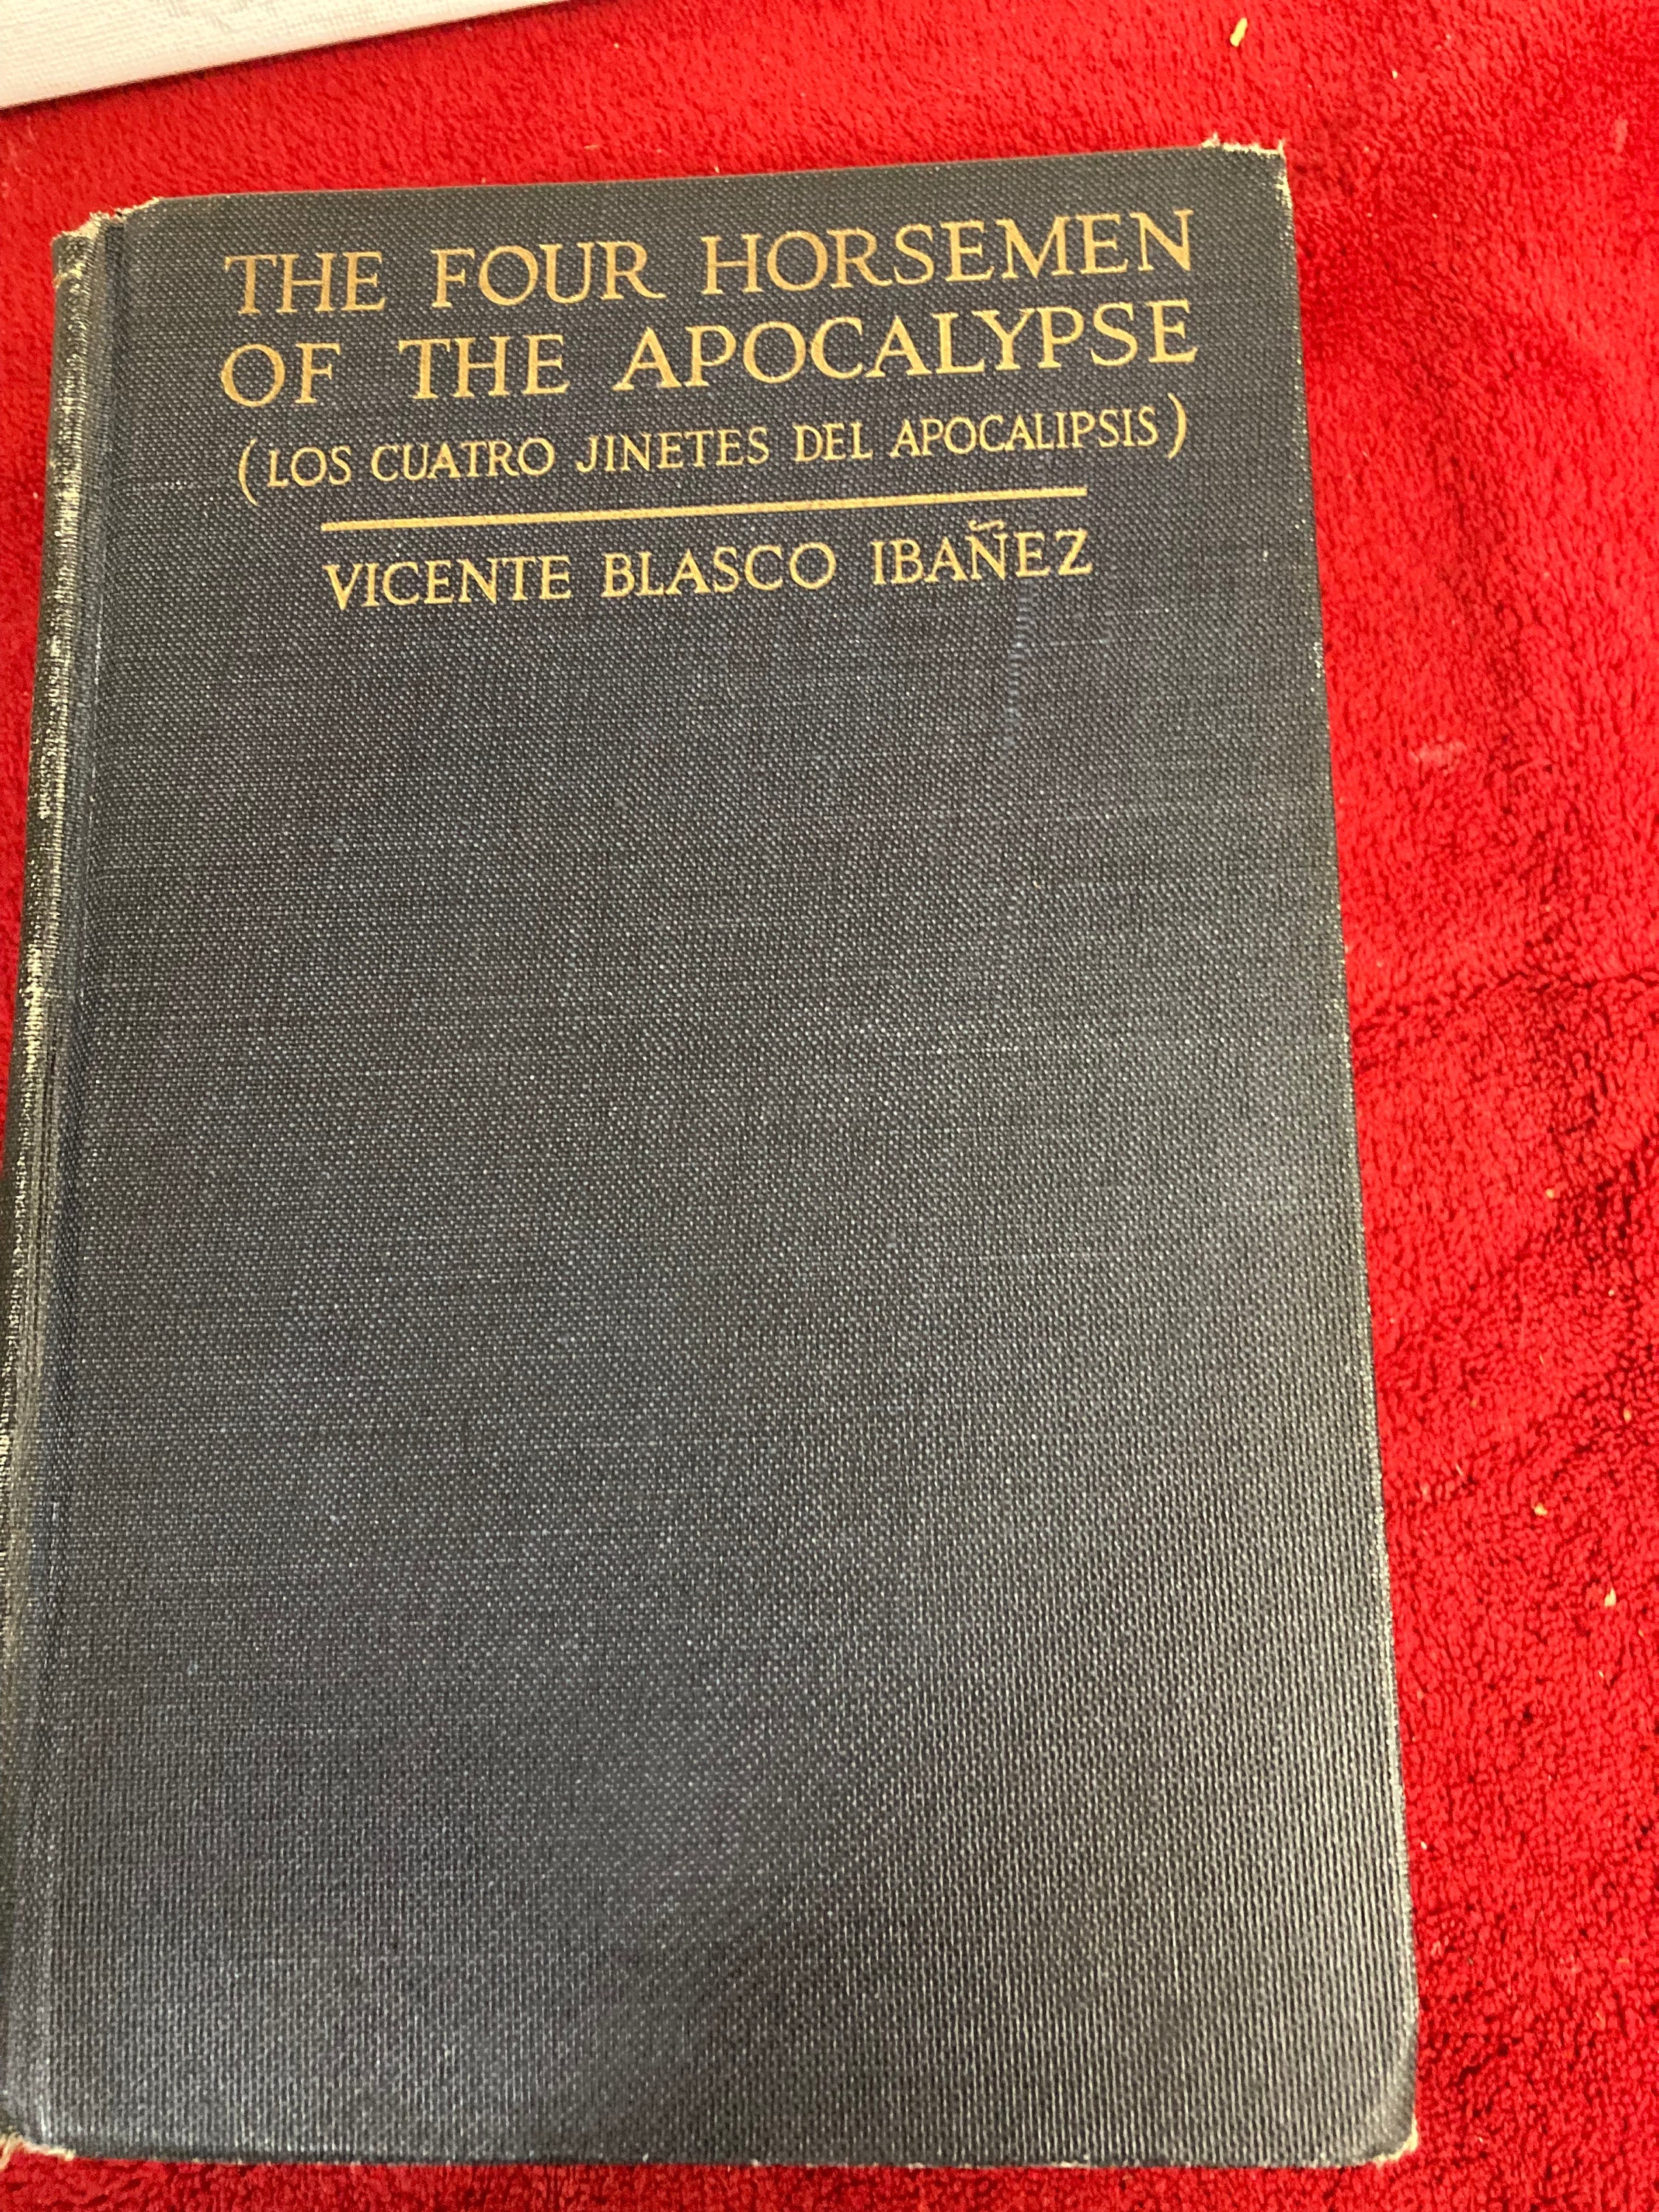 THE FOUR HORSEMEN
OF THE APOCALYPSE
(LOS CUATRO JINETES DEL APOCALIPSIS)
VICENTE BLASCO IBAÑEZ